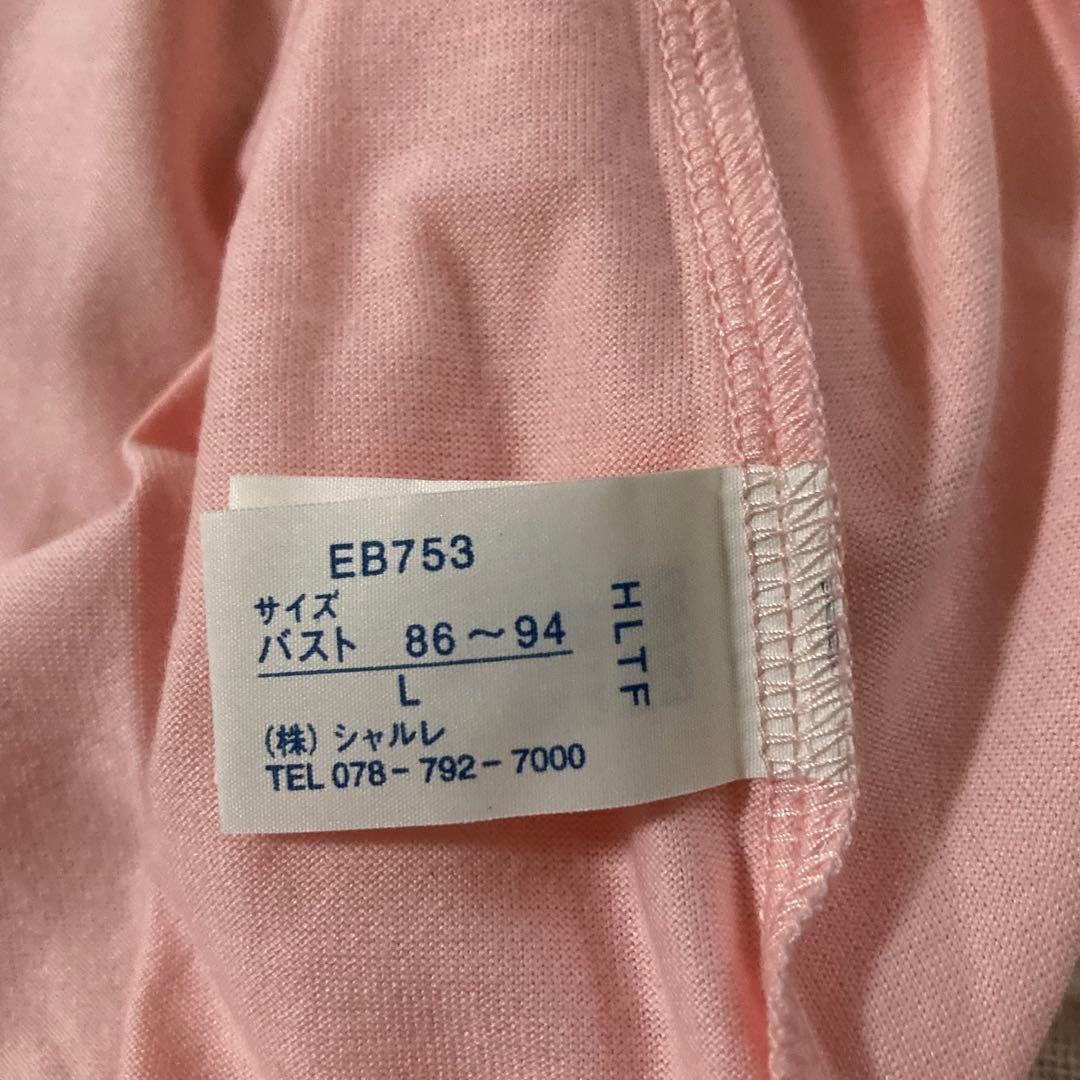 EB753
サイズ
バスト 86～94
L
(株) シャルレ
TEL 078-792-7000
HLTF